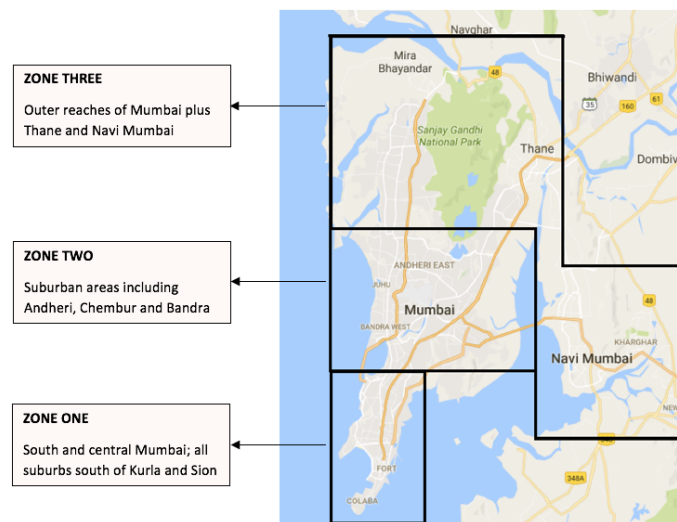 ZONE THREE
Outer reaches of Mumbai plus
Thane and Navi Mumbai
ZONE TWO
Suburban areas including
Andheri, Chembur and Bandra
ZONE ONE
South and central Mumbai; all
suburbs south of Kurla and Sion
Navghar
Mira
Bhayandar
48
Bhiwandi
35
160
61
Sanjay Gandhi
National Park
Thane
Dombiv
ANDHERI EAST
JUHU
48
Mumbai
BANDRA WEST
KHARGHAR
Navi Mumbai
NEW
FORT
348A
COLABA